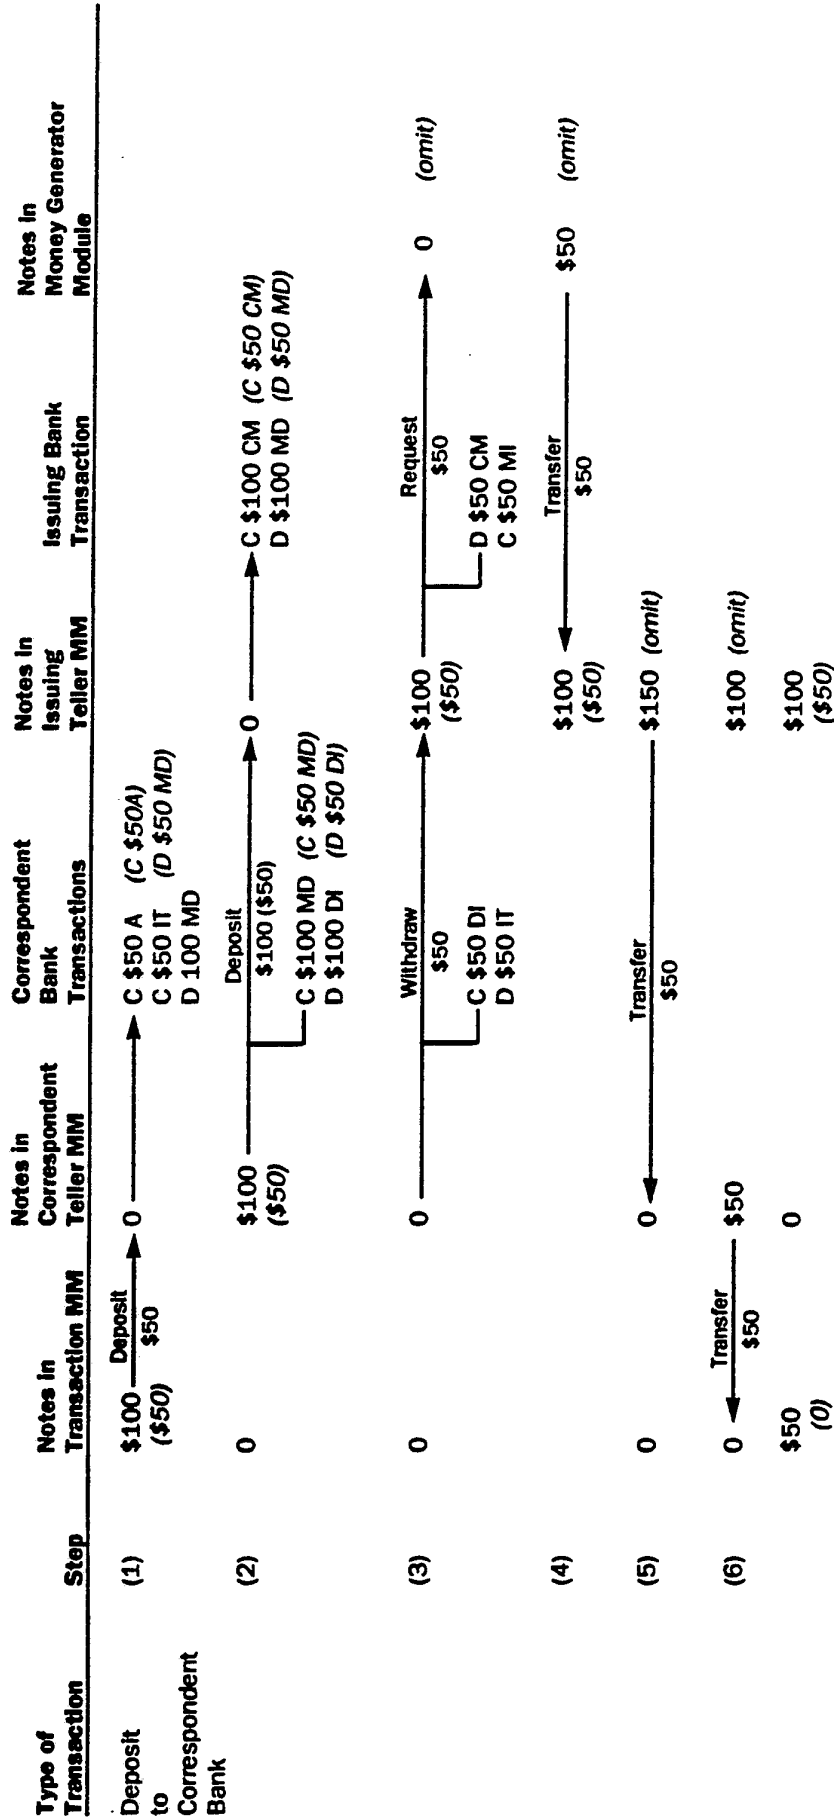 Type of Transaction
Step
Notes in Transaction MM
Notes in Correspondent Teller MM
Correspondent Bank Transactions
Notes in Issuing Teller MM
Issuing Bank Transaction
Notes in Money Generator Module
Deposit
to
Correspondent
Bank
(1)
$100
($50)
Deposit
$50
0
C $50 A (C $50A)
C $50 IT (D $50 MD)
D 100 MD
(2)
0
$100
($50)
Deposit
$100 ($50)
C $100 MD (C $50 MD)
D $100 DI (D $50 DI)
0
C $100 CM (C $50 CM)
D $100 MD (D $50 MD)
(3)
0
0
Withdraw
$50
C $50 DI
D $50 IT
$100
($50)
Request
$50
D $50 CM
C $50 MI
0 (omit)
(4)
$100
($50)
Transfer
$50
$50 (omit)
(5)
0
0
Transfer
$50
$150 (omit)
(6)
0
Transfer
$50
$50
$100 (omit)
$50
(0)
0
$100
($50)